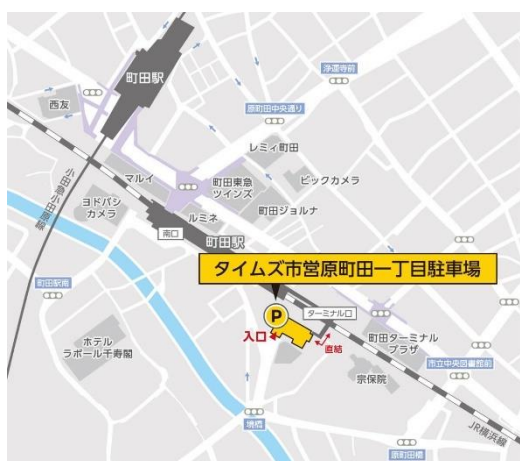 町田駅
西友
浄運寺前
原町田中央通り
レミィ町田
小田急小田原線
マルイ
町田東急
ツインズ
ビックカメラ
ヨドバシ
カメラ
ルミネ
町田ジョルナ
南口
町田駅
タイムズ市営原町田一丁目駐車場
町田駅南
P
ターミナル口
入口
直結
町田ターミナル
プラザ
ホテル
ラポール千寿閣
市立中央図書館前
宗保院
JR横浜線
境橋
原町田橋